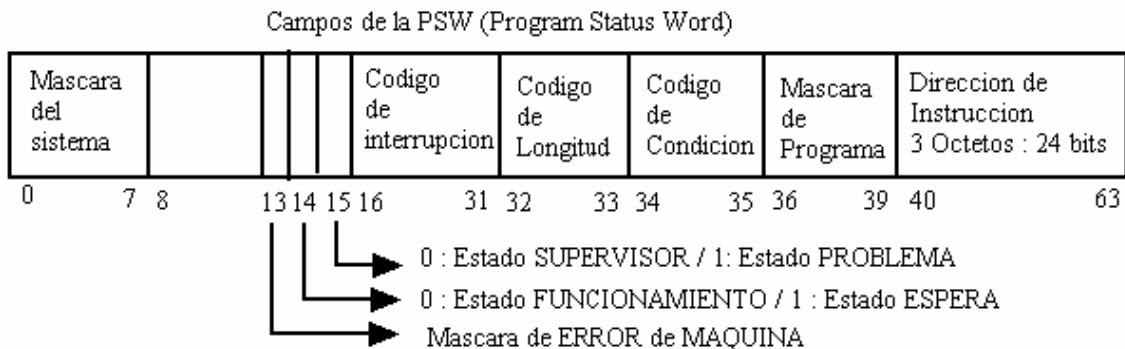 Campos de la PSW (Program Status Word)
Mascara
del
sistema
Codigo
de
interrupcion
Codigo
de
Longitud
Codigo
de
Condicion
Mascara
de
Programa
Direccion de
Instruccion
3 Octetos : 24 bits
0 7 8 13 14 15 16 31 32 33 34 35 36 39 40 63
0 : Estado SUPERVISOR / 1: Estado PROBLEMA
0 : Estado FUNCIONAMIENTO / 1 : Estado ESPERA
Mascara de ERROR de MAQUINA